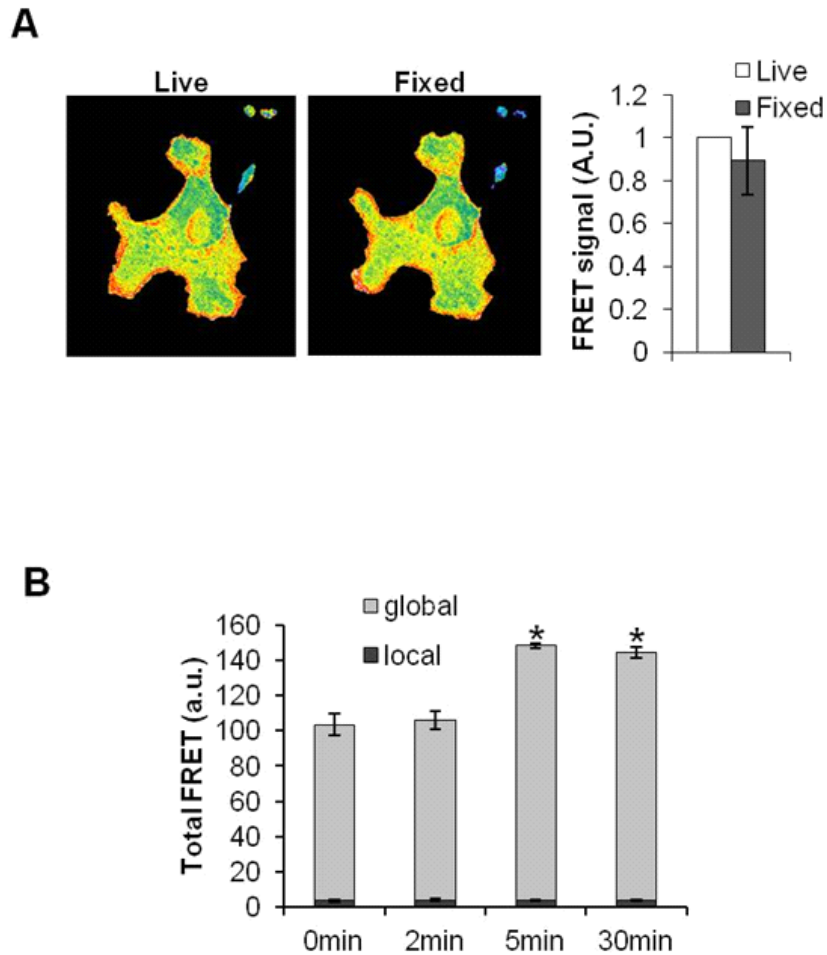 A
Live
Fixed
Live
Fixed
FRET signal (A.U.)
1.2
1
0.8
0.6
0.4
0.2
0
B
global
local
Total FRET (a.u.)
160
140
120
100
80
60
40
20
0
*
*
0min 2min 5min 30min